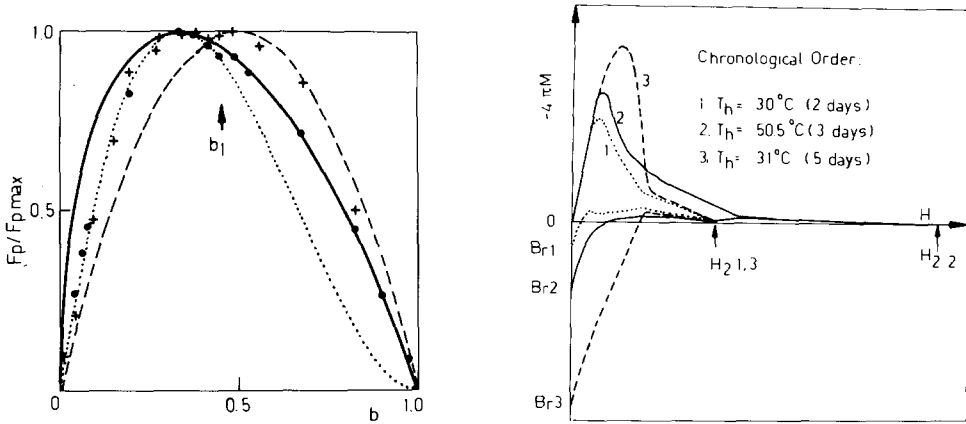 Fp/Fp max
1.0
0.5
0
0.5
b
1.0
b1
-4πM
0
Chronological Order:
1 Th= 30°C (2 days)
2. Th= 50.5°C (3 days)
3, Th= 31°C (5 days)
3
2
1
H
Br1
Br2
Br3
H2 1,3
H2 2